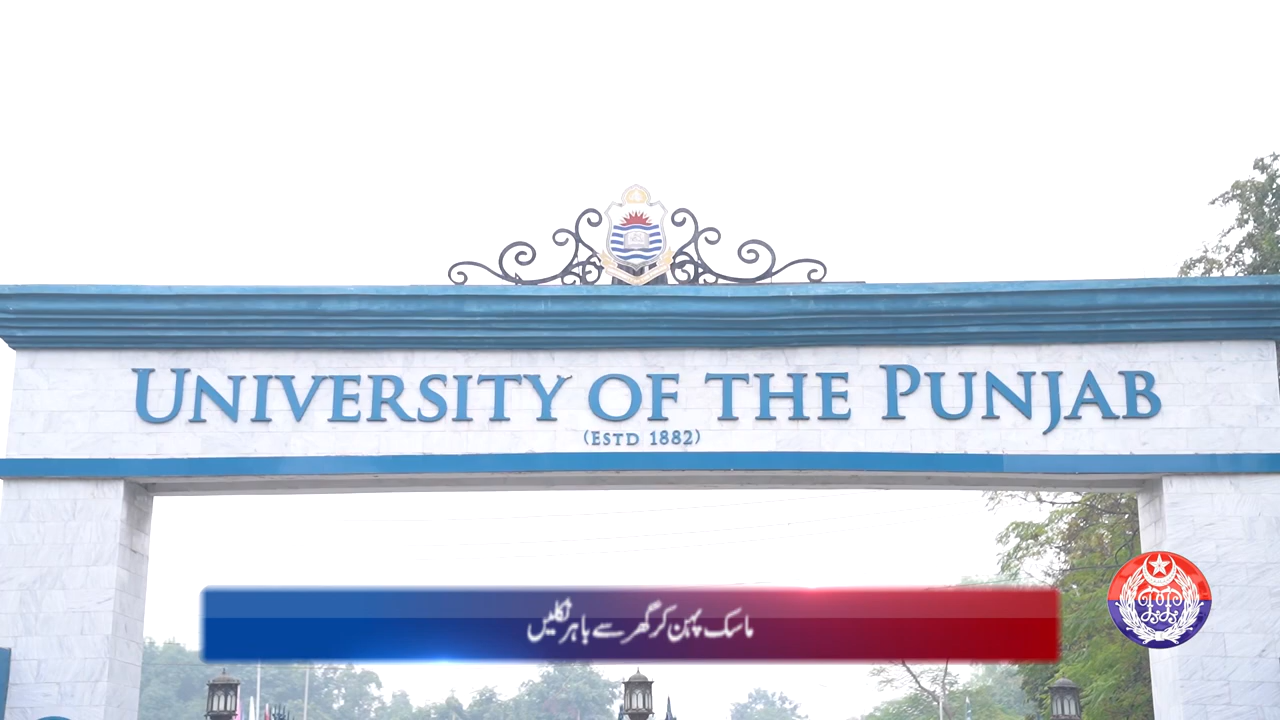 UNIVERSITY OF THE PUNJAB
(ESTD 1882)
ماسک پہن کر گھر سے باہر نکلیں